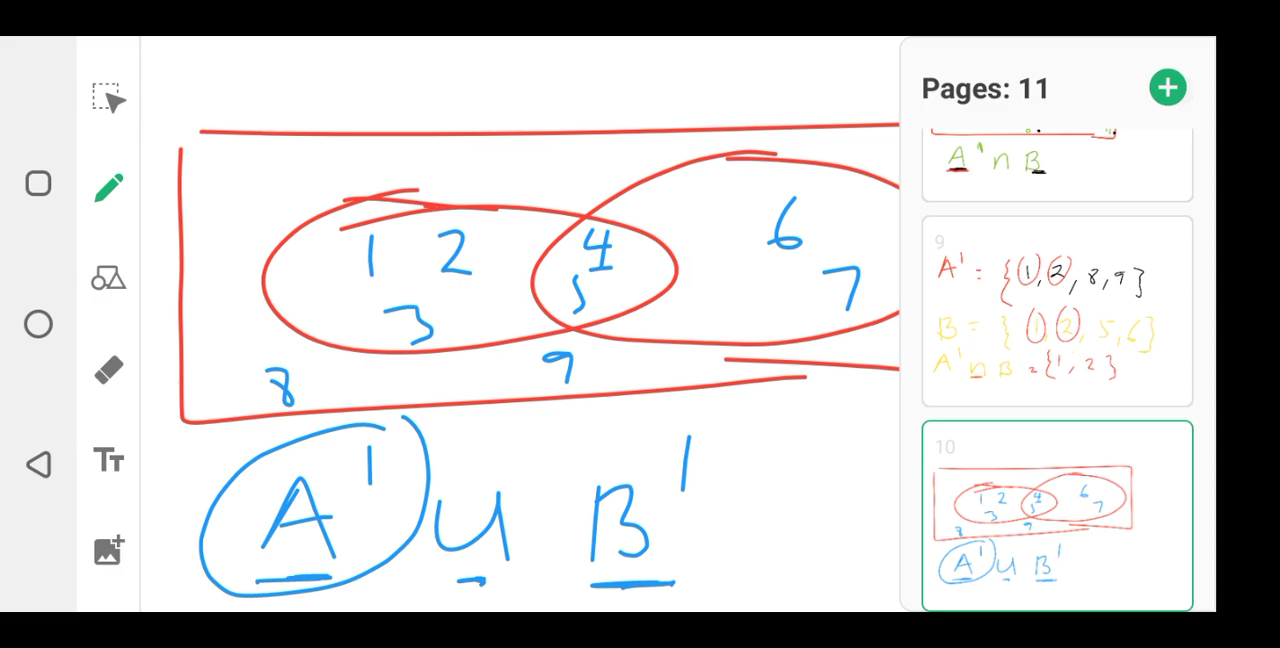 Pages: 11
1 2 4 6
3 5 7
8 9
A' u B'
TT
A' n B
9
A' = {1, 2, 8, 9}
B = { 1, 2, 5, 6}
A' n B = {1, 2}
10
1 2 4 6
3 5 7
8 9
A' u B'